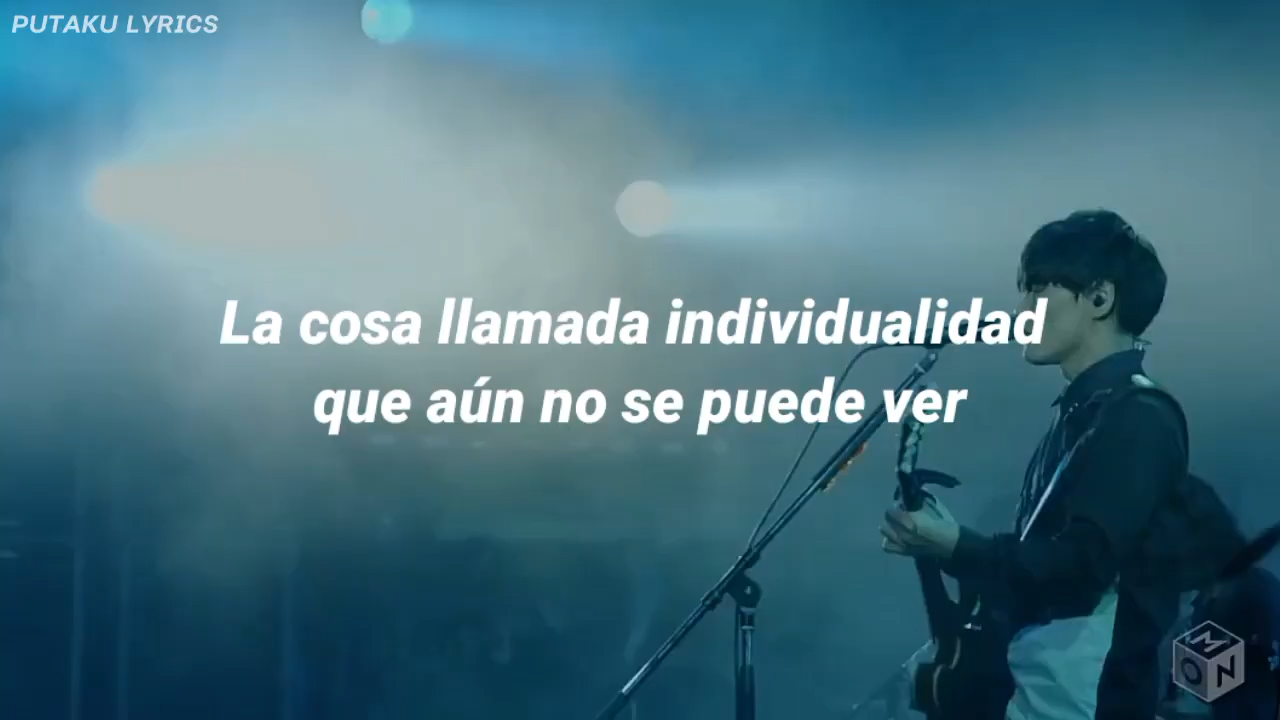 PUTAKU LYRICS
La cosa llamada individualidad
que aún no se puede ver
M
O N